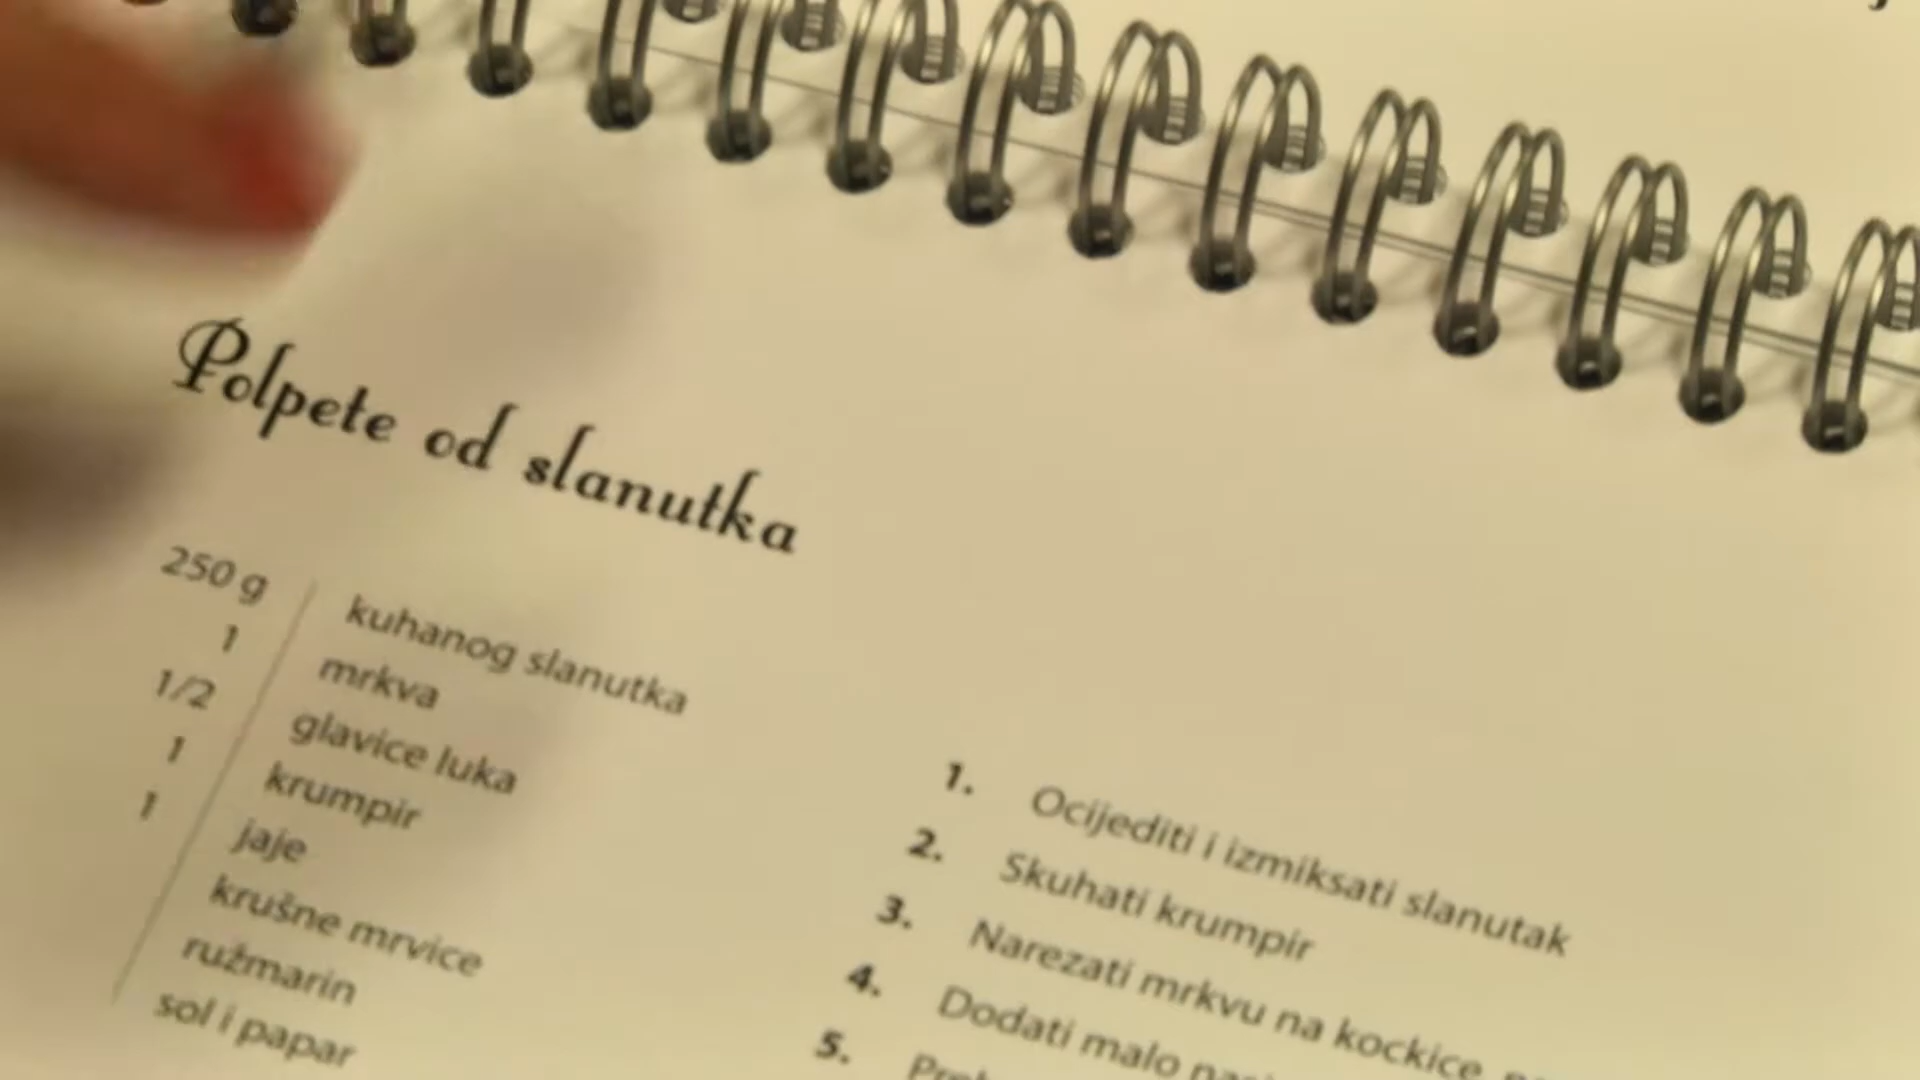 Polpete od slanutka
250 g kuhanog slanutka
1 mrkva
1/2 glavice luka
1 krumpir
1 jaje
krušne mrvice
ružmarin
sol i papar
1. Ocijediti i izmiksati slanutak
2. Skuhati krumpir
3. Narezati mrkvu na kockice,
4. Dodati malo
5.